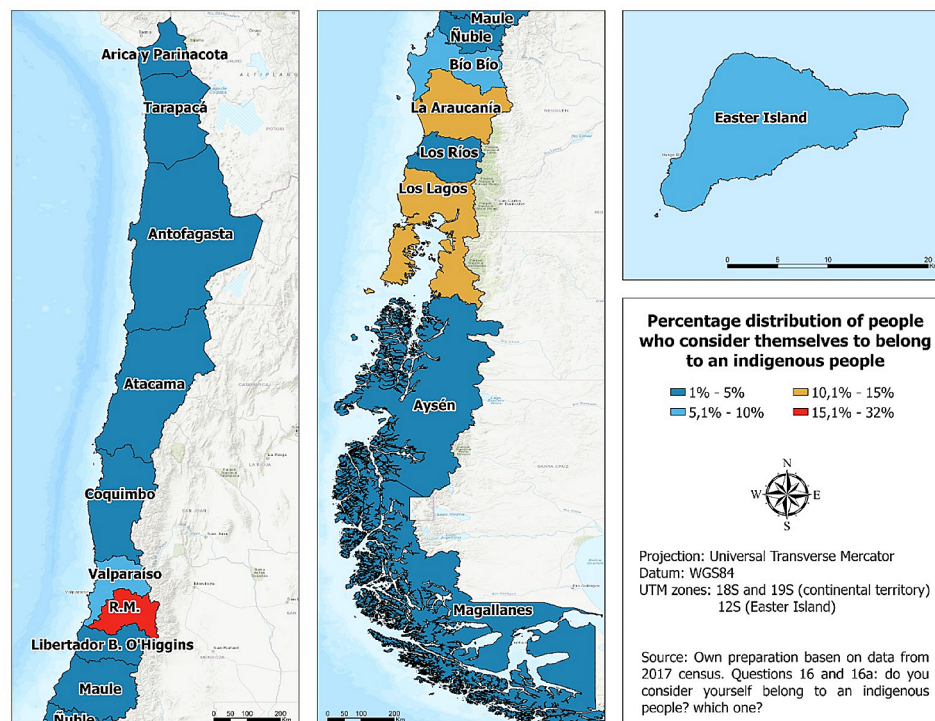 Arica y Parinacota
Tarapacá
Antofagasta
Atacama
Coquimbo
Valparaíso
R.M.
Libertador B. O'Higgins
Maule
Ñuble
0 50 100 200
Km
Maule
Ñuble
Bío Bío
La Araucanía
Los Ríos
Los Lagos
Aysén
Magallanes
0 50 100 200
Km
Easter Island
0 5 10 20
Km
Percentage distribution of people
who consider themselves to belong
to an indigenous people
1% - 5%
10,1% - 15%
5,1% - 10%
15,1% - 32%
N
W E
S
Projection: Universal Transverse Mercator
Datum: WGS84
UTM zones: 18S and 19S (continental territory)
12S (Easter Island)
Source: Own preparation basen on data from
2017 census. Questions 16 and 16a: do you
consider yourself belong to an indigenous
people? which one?